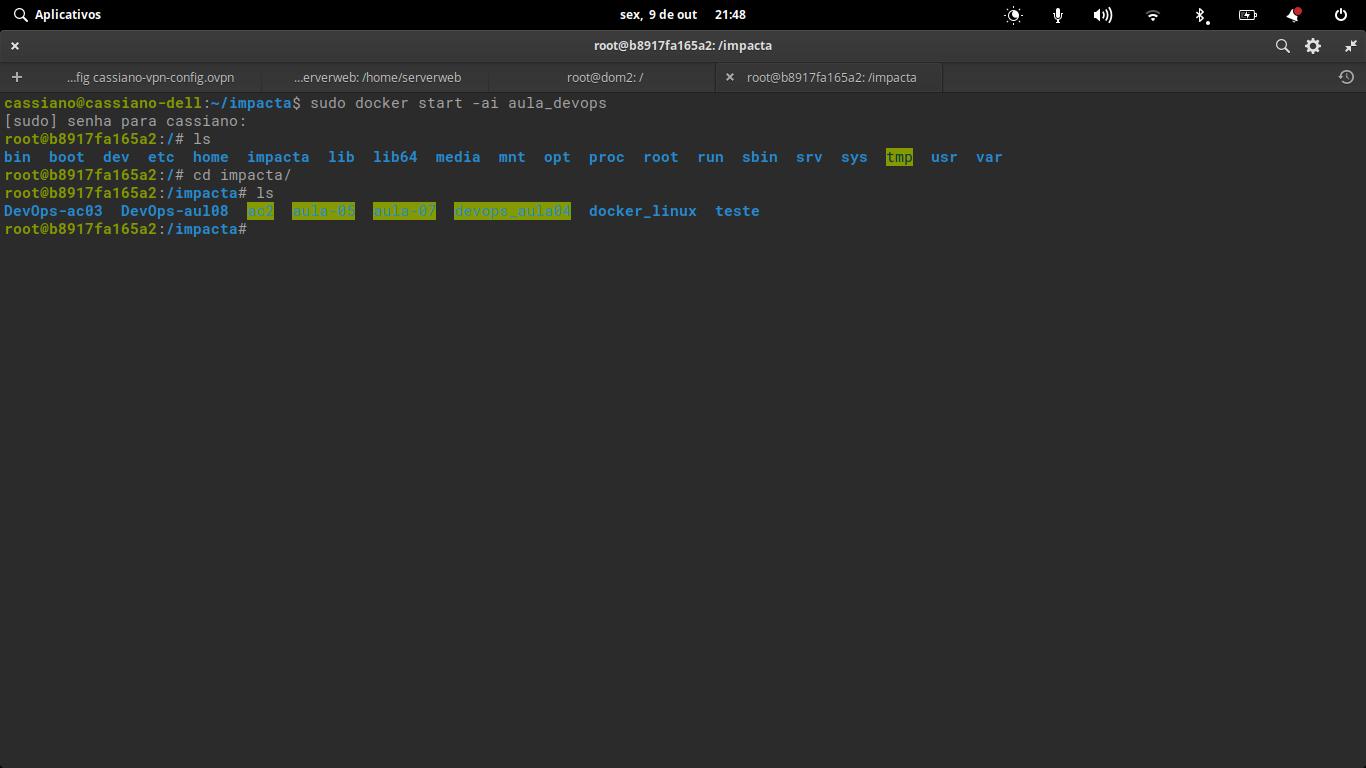 Aplicativos sex, 9 de out 21:48
root@b8917fa165a2: /impacta
...fig cassiano-vpn-config.ovpn ...erverweb: /home/serverweb root@dom2: / root@b8917fa165a2: /impacta
cassiano@cassiano-dell:~/impacta$ sudo docker start -ai aula_devops
[sudo] senha para cassiano:
root@b8917fa165a2:/# ls
bin boot dev etc home impacta lib lib64 media mnt opt proc root run sbin srv sys tmp usr var
root@b8917fa165a2:/# cd impacta/
root@b8917fa165a2:/impacta# ls
DevOps-ac03 DevOps-aul08 ac2 aula-05 aula-07 devops_aula04 docker_linux teste
root@b8917fa165a2:/impacta#